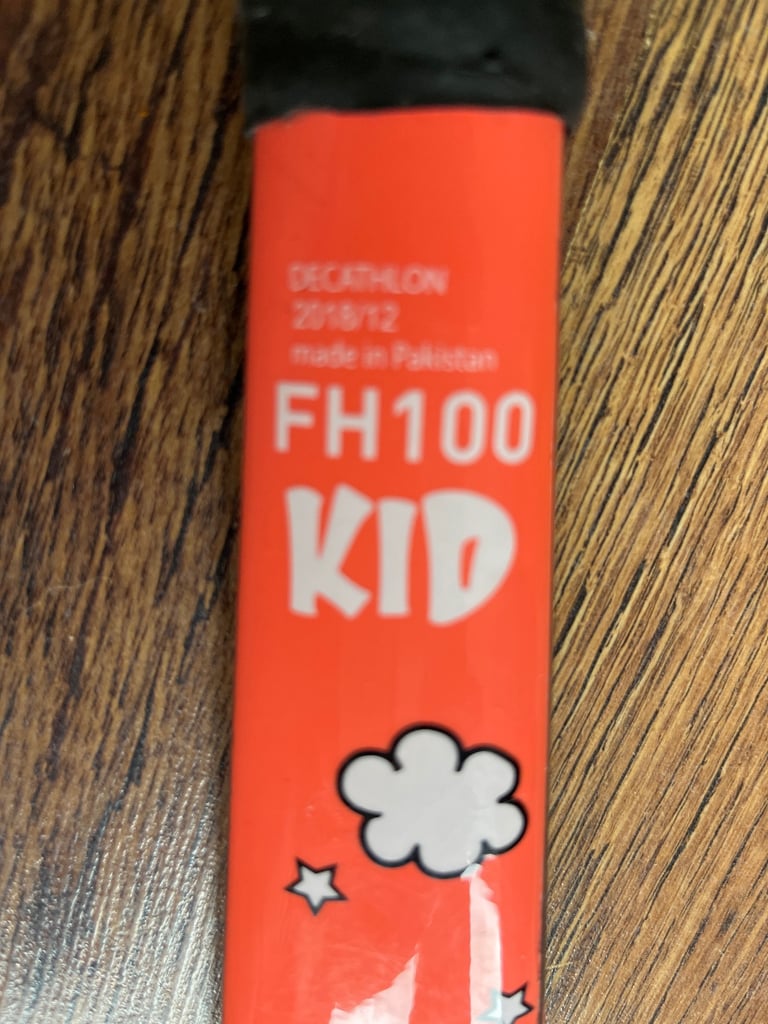 DECATHLON
2018/12
made in Pakistan
FH100
KID